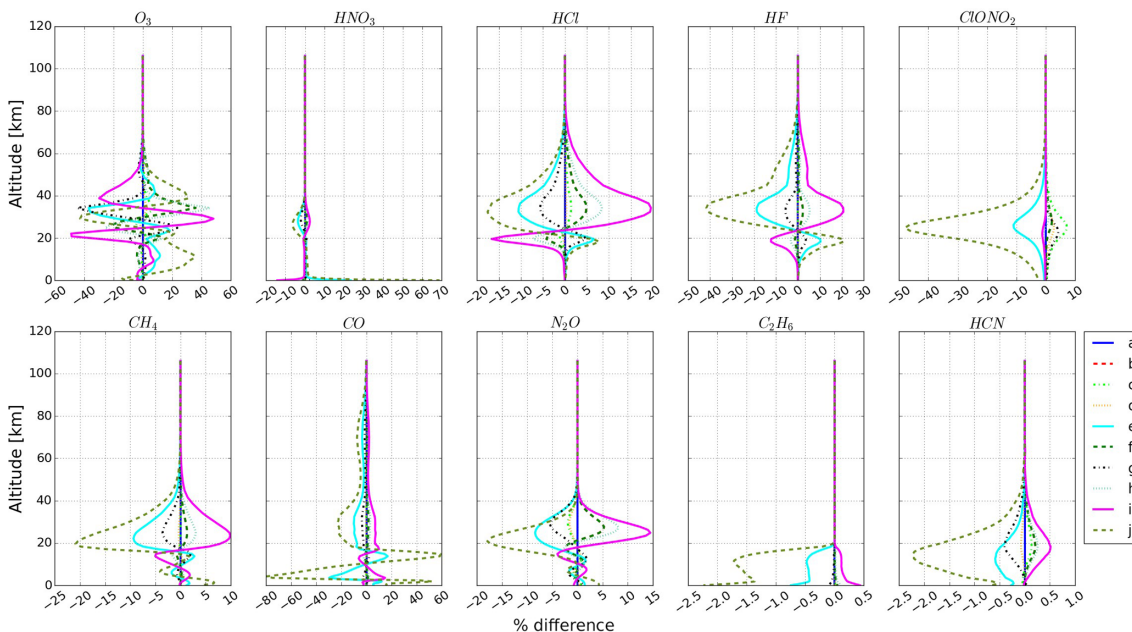 O3 HNO3 HCl HF ClONO2
Altitude [km]
120
100
80
60
40
20
0
−60 −40 −20 0 20 40 60
−20 −10 0 10 20 30 40 50 60 70
−20 −15 −10 −5 0 5 10 15 20
−50 −40 −30 −20 −10 0 10 20 30
−50 −40 −30 −20 −10 0 10
CH4 CO N2O C2H6 HCN
Altitude [km]
120
100
80
60
40
20
0
−25 −20 −15 −10 −5 0 5 10
−80 −60 −40 −20 0 20 40 60
−20 −15 −10 −5 0 5 10 15
−2.5 −2.0 −1.5 −1.0 −0.5 0.0 0.5
−2.5 −2.0 −1.5 −1.0 −0.5 0.0 0.5 1.0
a
b
e
f
g
h
i
j
% difference